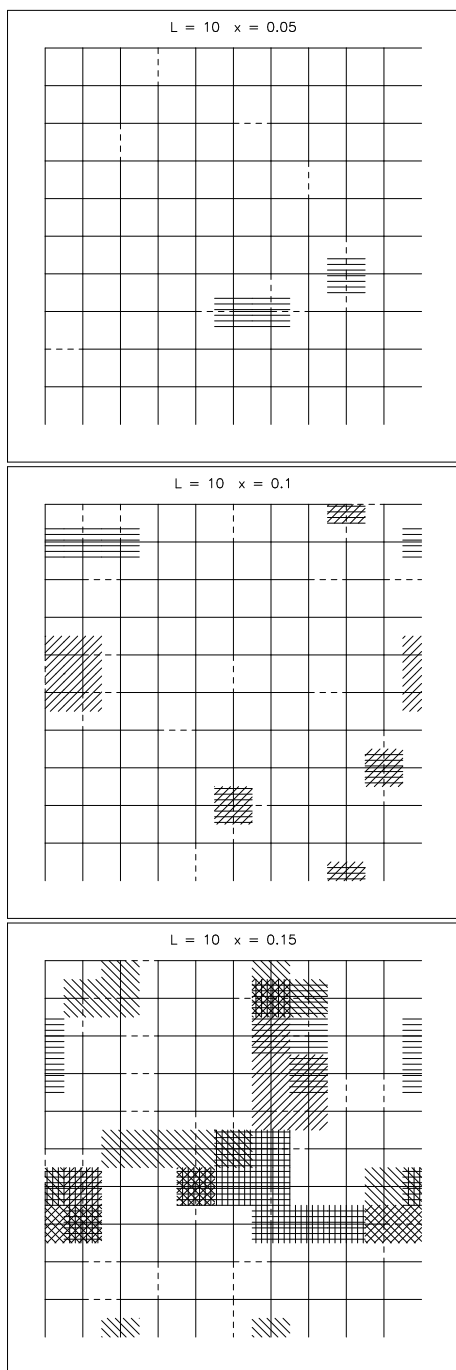 L = 10 x = 0.05
L = 10 x = 0.1
L = 10 x = 0.15